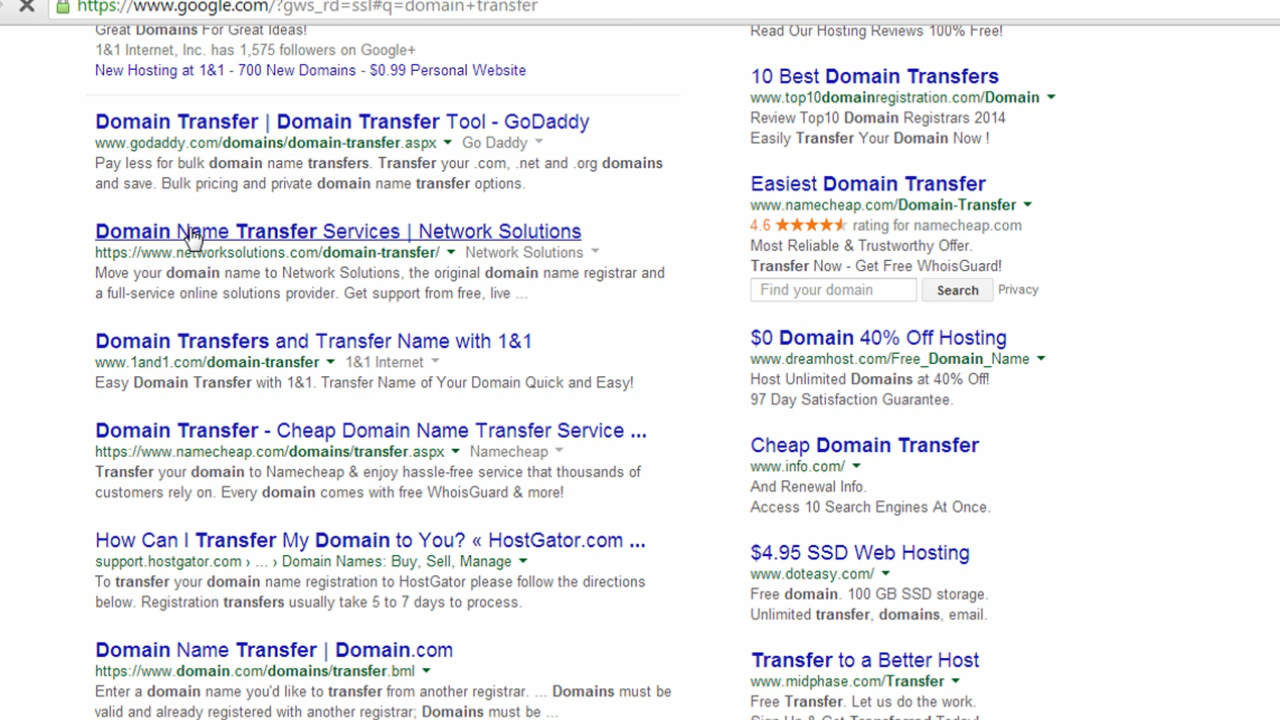 https://www.google.com/?gws_rd=ssl#q=domain+transfer
Great Domains For Great Ideas!
1&1 Internet, Inc. has 1,575 followers on Google+
New Hosting at 1&1 - 700 New Domains - $0.99 Personal Website
Domain Transfer | Domain Transfer Tool - GoDaddy
www.godaddy.com/domains/domain-transfer.aspx Go Daddy
Pay less for bulk domain name transfers. Transfer your .com, .net and .org domains
and save. Bulk pricing and private domain name transfer options.
Domain Name Transfer Services | Network Solutions
https://www.networksolutions.com/domain-transfer/ Network Solutions
Move your domain name to Network Solutions, the original domain name registrar and
a full-service online solutions provider. Get support from free, live ...
Domain Transfers and Transfer Name with 1&1
www.1and1.com/domain-transfer 1&1 Internet
Easy Domain Transfer with 1&1. Transfer Name of Your Domain Quick and Easy!
Domain Transfer - Cheap Domain Name Transfer Service ...
https://www.namecheap.com/domains/transfer.aspx Namecheap
Transfer your domain to Namecheap & enjoy hassle-free service that thousands of
customers rely on. Every domain comes with free WhoisGuard & more!
How Can I Transfer My Domain to You? « HostGator.com ...
support.hostgator.com › ... › Domain Names: Buy, Sell, Manage
To transfer your domain name registration to HostGator please follow the directions
below. Registration transfers usually take 5 to 7 days to process.
Domain Name Transfer | Domain.com
https://www.domain.com/domains/transfer.bml
Enter a domain name you'd like to transfer from another registrar. ... Domains must be
valid and already registered with another registrar; Domains must be ...
Read Our Hosting Reviews 100% Free!
10 Best Domain Transfers
www.top10domainregistration.com/Domain
Review Top10 Domain Registrars 2014
Easily Transfer Your Domain Now !
Easiest Domain Transfer
www.namecheap.com/Domain-Transfer
4.6 ★★★★★ rating for namecheap.com
Most Reliable & Trustworthy Offer.
Transfer Now - Get Free WhoisGuard!
Find your domain Search Privacy
$0 Domain 40% Off Hosting
www.dreamhost.com/Free_Domain_Name
Host Unlimited Domains at 40% Off!
97 Day Satisfaction Guarantee.
Cheap Domain Transfer
www.info.com/
And Renewal Info.
Access 10 Search Engines At Once.
$4.95 SSD Web Hosting
www.doteasy.com/
Free domain. 100 GB SSD storage.
Unlimited transfer, domains, email.
Transfer to a Better Host
www.midphase.com/Transfer
Free Transfer. Let us do the work.
Sign Up & Get Transferred Today!